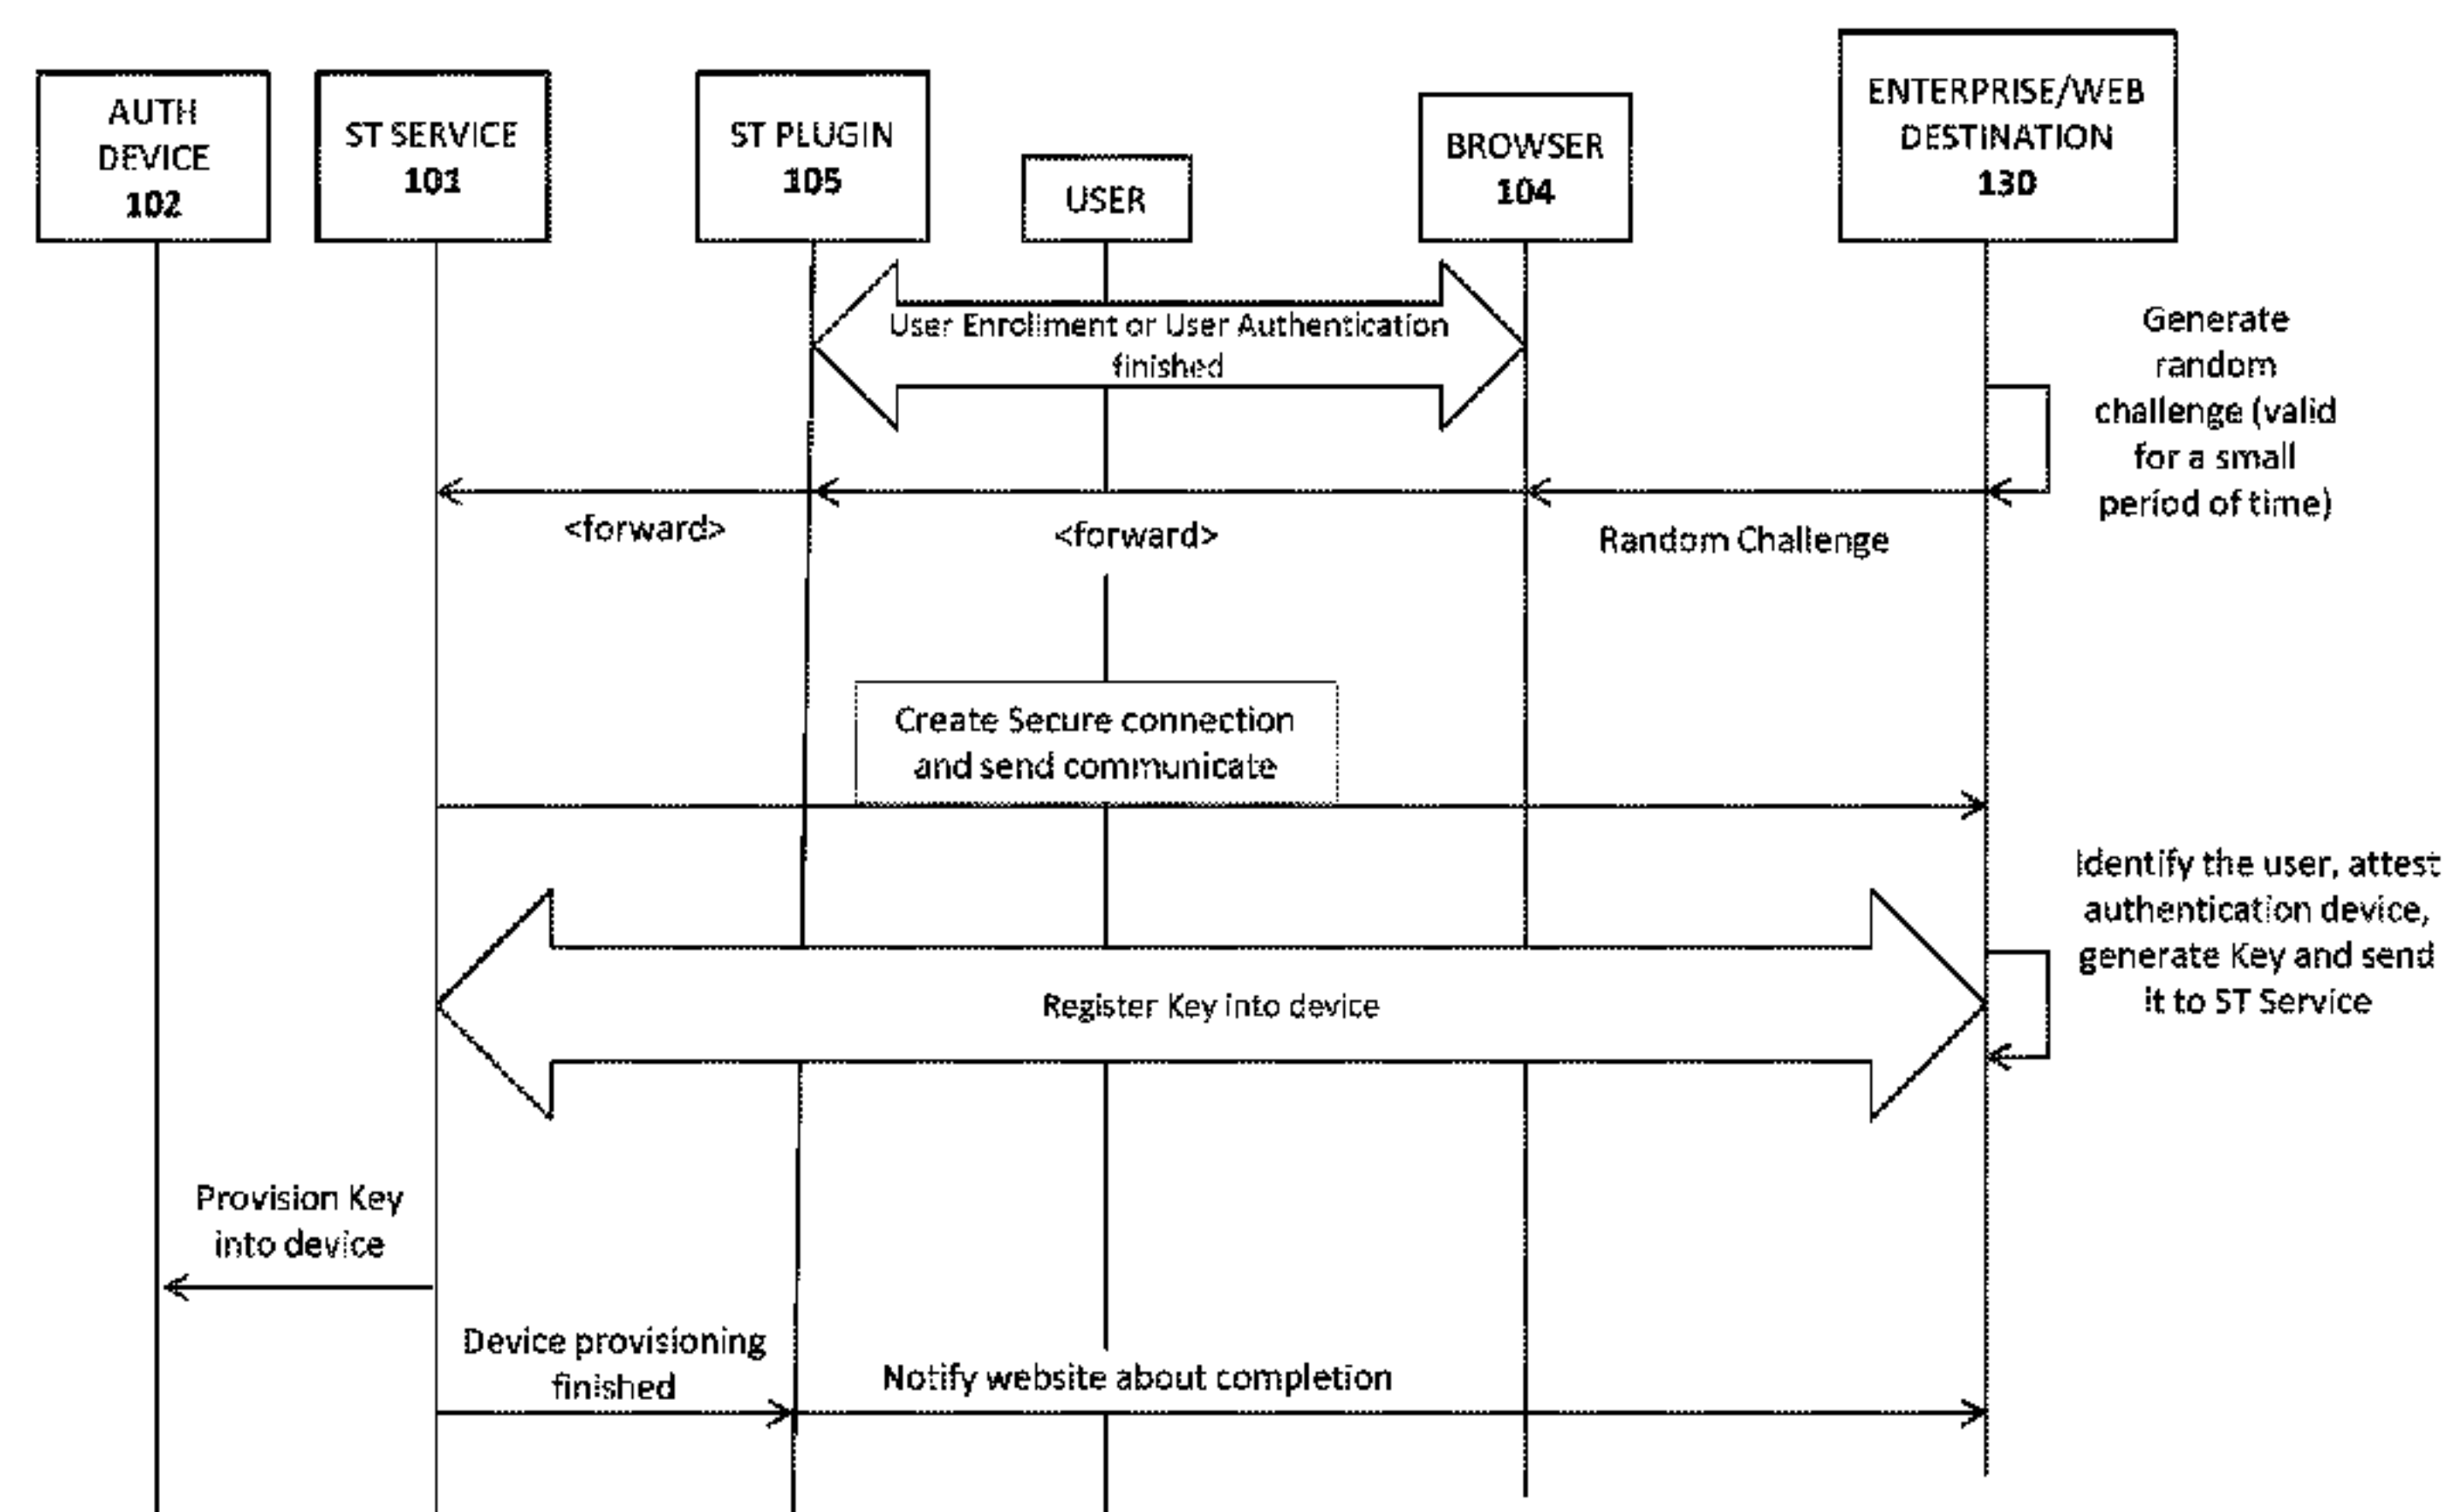 AUTH
DEVICE
102
ST SERVICE
101
ST PLUGIN
105
USER
BROWSER
104
ENTERPRISE/WEB
DESTINATION
130
User Enrollment or User Authentication
finished
Generate
random
challenge (valid
for a small
period of time)
<forward>
<forward>
Random Challenge
Create Secure connection
and send communicate
Identify the user, attest
authentication device,
generate Key and send
it to ST Service
Register Key into device
Provision Key
into device
Device provisioning
finished
Notify website about completion